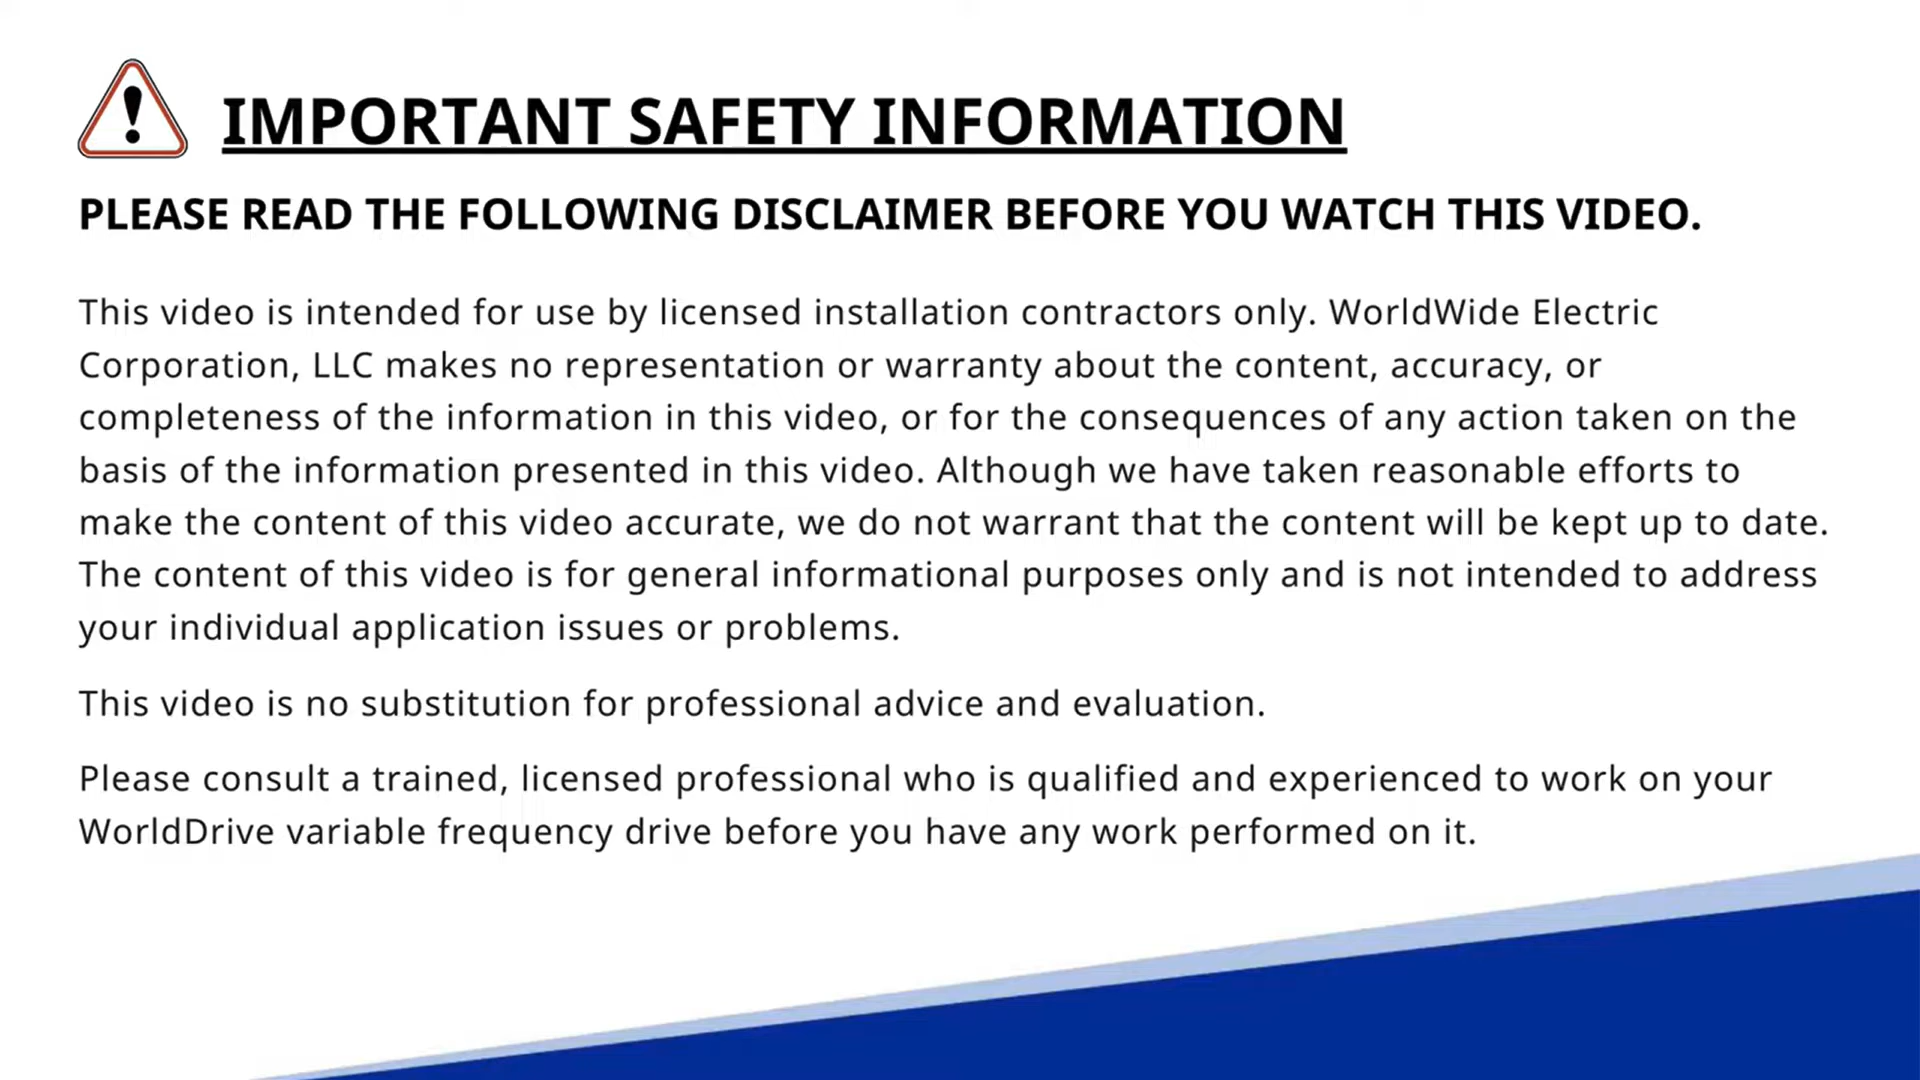 IMPORTANT SAFETY INFORMATION
PLEASE READ THE FOLLOWING DISCLAIMER BEFORE YOU WATCH THIS VIDEO.
This video is intended for use by licensed installation contractors only. WorldWide Electric
Corporation, LLC makes no representation or warranty about the content, accuracy, or
completeness of the information in this video, or for the consequences of any action taken on the
basis of the information presented in this video. Although we have taken reasonable efforts to
make the content of this video accurate, we do not warrant that the content will be kept up to date.
The content of this video is for general informational purposes only and is not intended to address
your individual application issues or problems.
This video is no substitution for professional advice and evaluation.
Please consult a trained, licensed professional who is qualified and experienced to work on your
WorldDrive variable frequency drive before you have any work performed on it.